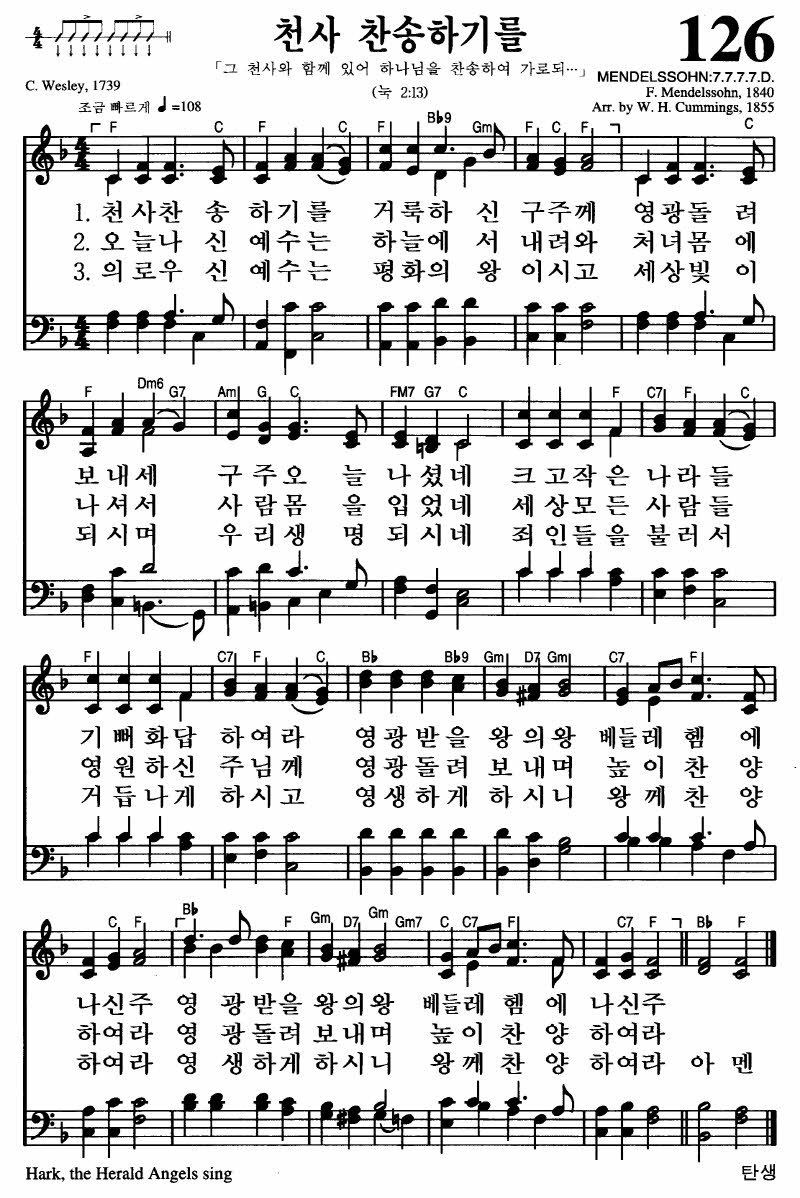 천사 찬송하기를
126
「그 천사와 함께 있어 하나님을 찬송하여 가로되…」
(눅 2:13)
C. Wesley, 1739
조금 빠르게 ♩=108
MENDELSSOHN:7.7.7.7.D.
F. Mendelssohn, 1840
Arr. by W. H. Cummings, 1855
F C F C F B♭9 Gm F C F C
1. 천사찬 송 하기를 거룩하 신 구주께 영광돌 려
2. 오늘나 신 예수는 하늘에 서 내려와 처녀몸 에
3. 의로우 신 예수는 평화의 왕 이시고 세상빛 이
F Dm6 G7 Am G C FM7 G7 C F C7 F C
보내세 구주오 늘 나셨네 크고작은 나라들
나셔서 사람몸 을 입었네 세상모든 사람들
되시며 우리생 명 되시네 죄인들을 불러서
F C7 F C B♭ B♭9 Gm D7 Gm C7 F
기뻐화답 하여라 영광받을 왕의왕 베들레 헴 에
영원하신 주님께 영광돌려 보내며 높이 찬 양
거듭나게 하시고 영생하게 하시니 왕께 찬 양
C F B♭ F Gm D7 Gm Gm7 C C7 F C7 F B♭ F
나신주 영 광받을 왕의왕 베들레 헴 에 나신주
하여라 영 광돌려 보내며 높이 찬 양 하여라
하여라 영 생하게 하시니 왕께 찬 양 하여라 아 멘
Hark, the Herald Angels sing
탄생